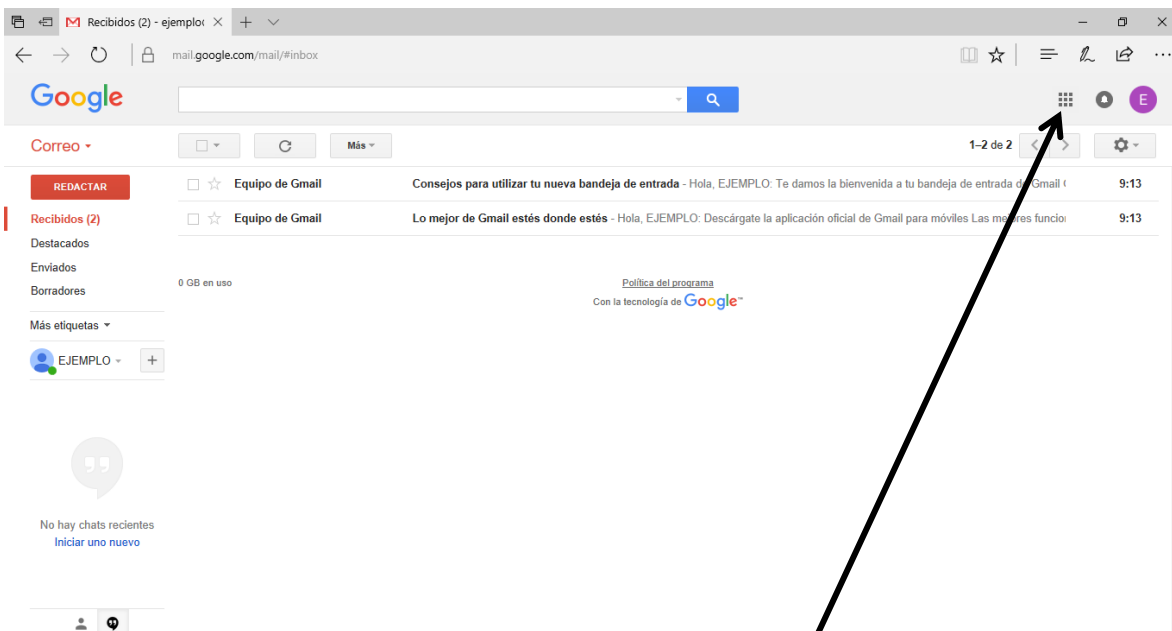 Recibidos (2) - ejemplo
mail.google.com/mail/#inbox
Google
E
Correo
Más
1–2 de 2
REDACTAR
Equipo de Gmail Consejos para utilizar tu nueva bandeja de entrada - Hola, EJEMPLO: Te damos la bienvenida a tu bandeja de entrada de Gmail 9:13
Recibidos (2)
Equipo de Gmail Lo mejor de Gmail estés donde estés - Hola, EJEMPLO: Descárgate la aplicación oficial de Gmail para móviles Las mejores funcio 9:13
Destacados
Enviados
Borradores
0 GB en uso
Política del programa
Con la tecnología de Google™
Más etiquetas
EJEMPLO
No hay chats recientes
Iniciar uno nuevo